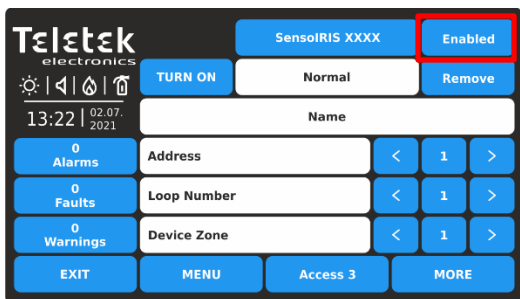 Teletek
electronics
SensoIRIS XXXX
Enabled
TURN ON
Normal
Remove
13:22 | 02.07.
2021
Name
0
Alarms
Address
< 1 >
0
Faults
Loop Number
< 1 >
0
Warnings
Device Zone
< 1 >
EXIT
MENU
Access 3
MORE